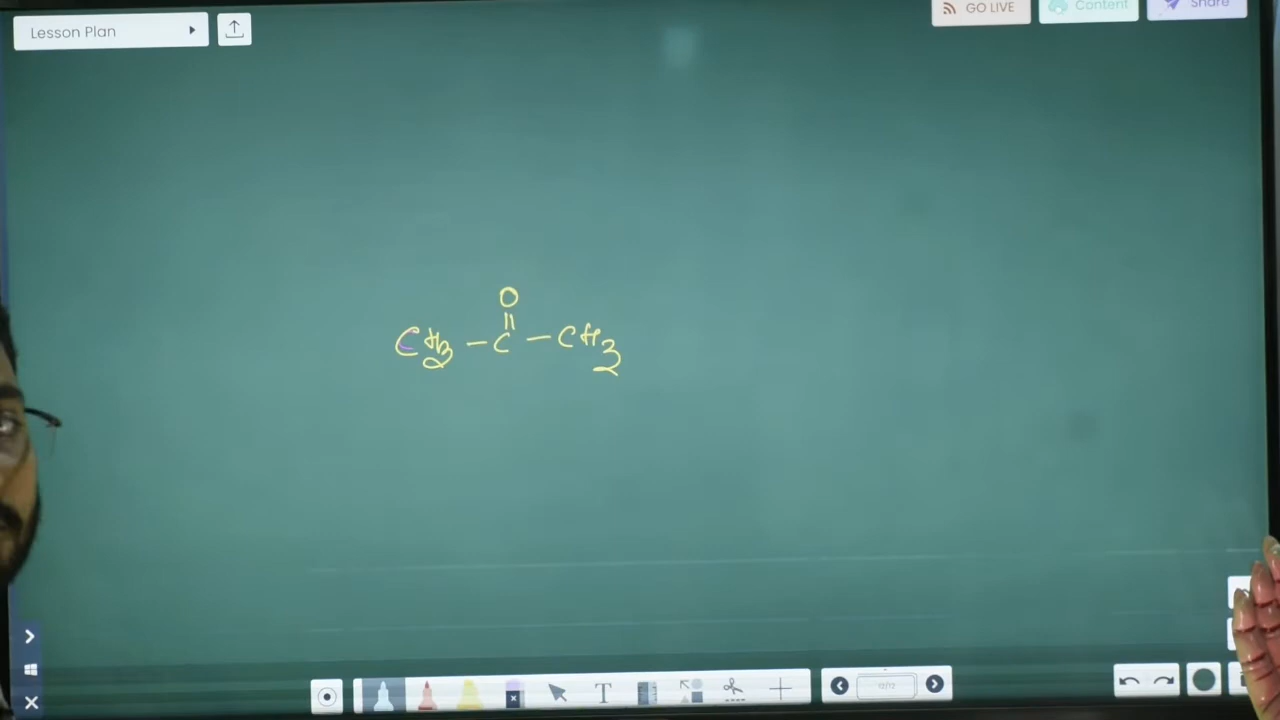 Lesson Plan
GO LIVE
Content
Share
O
||
CH3 - C - CH3
T